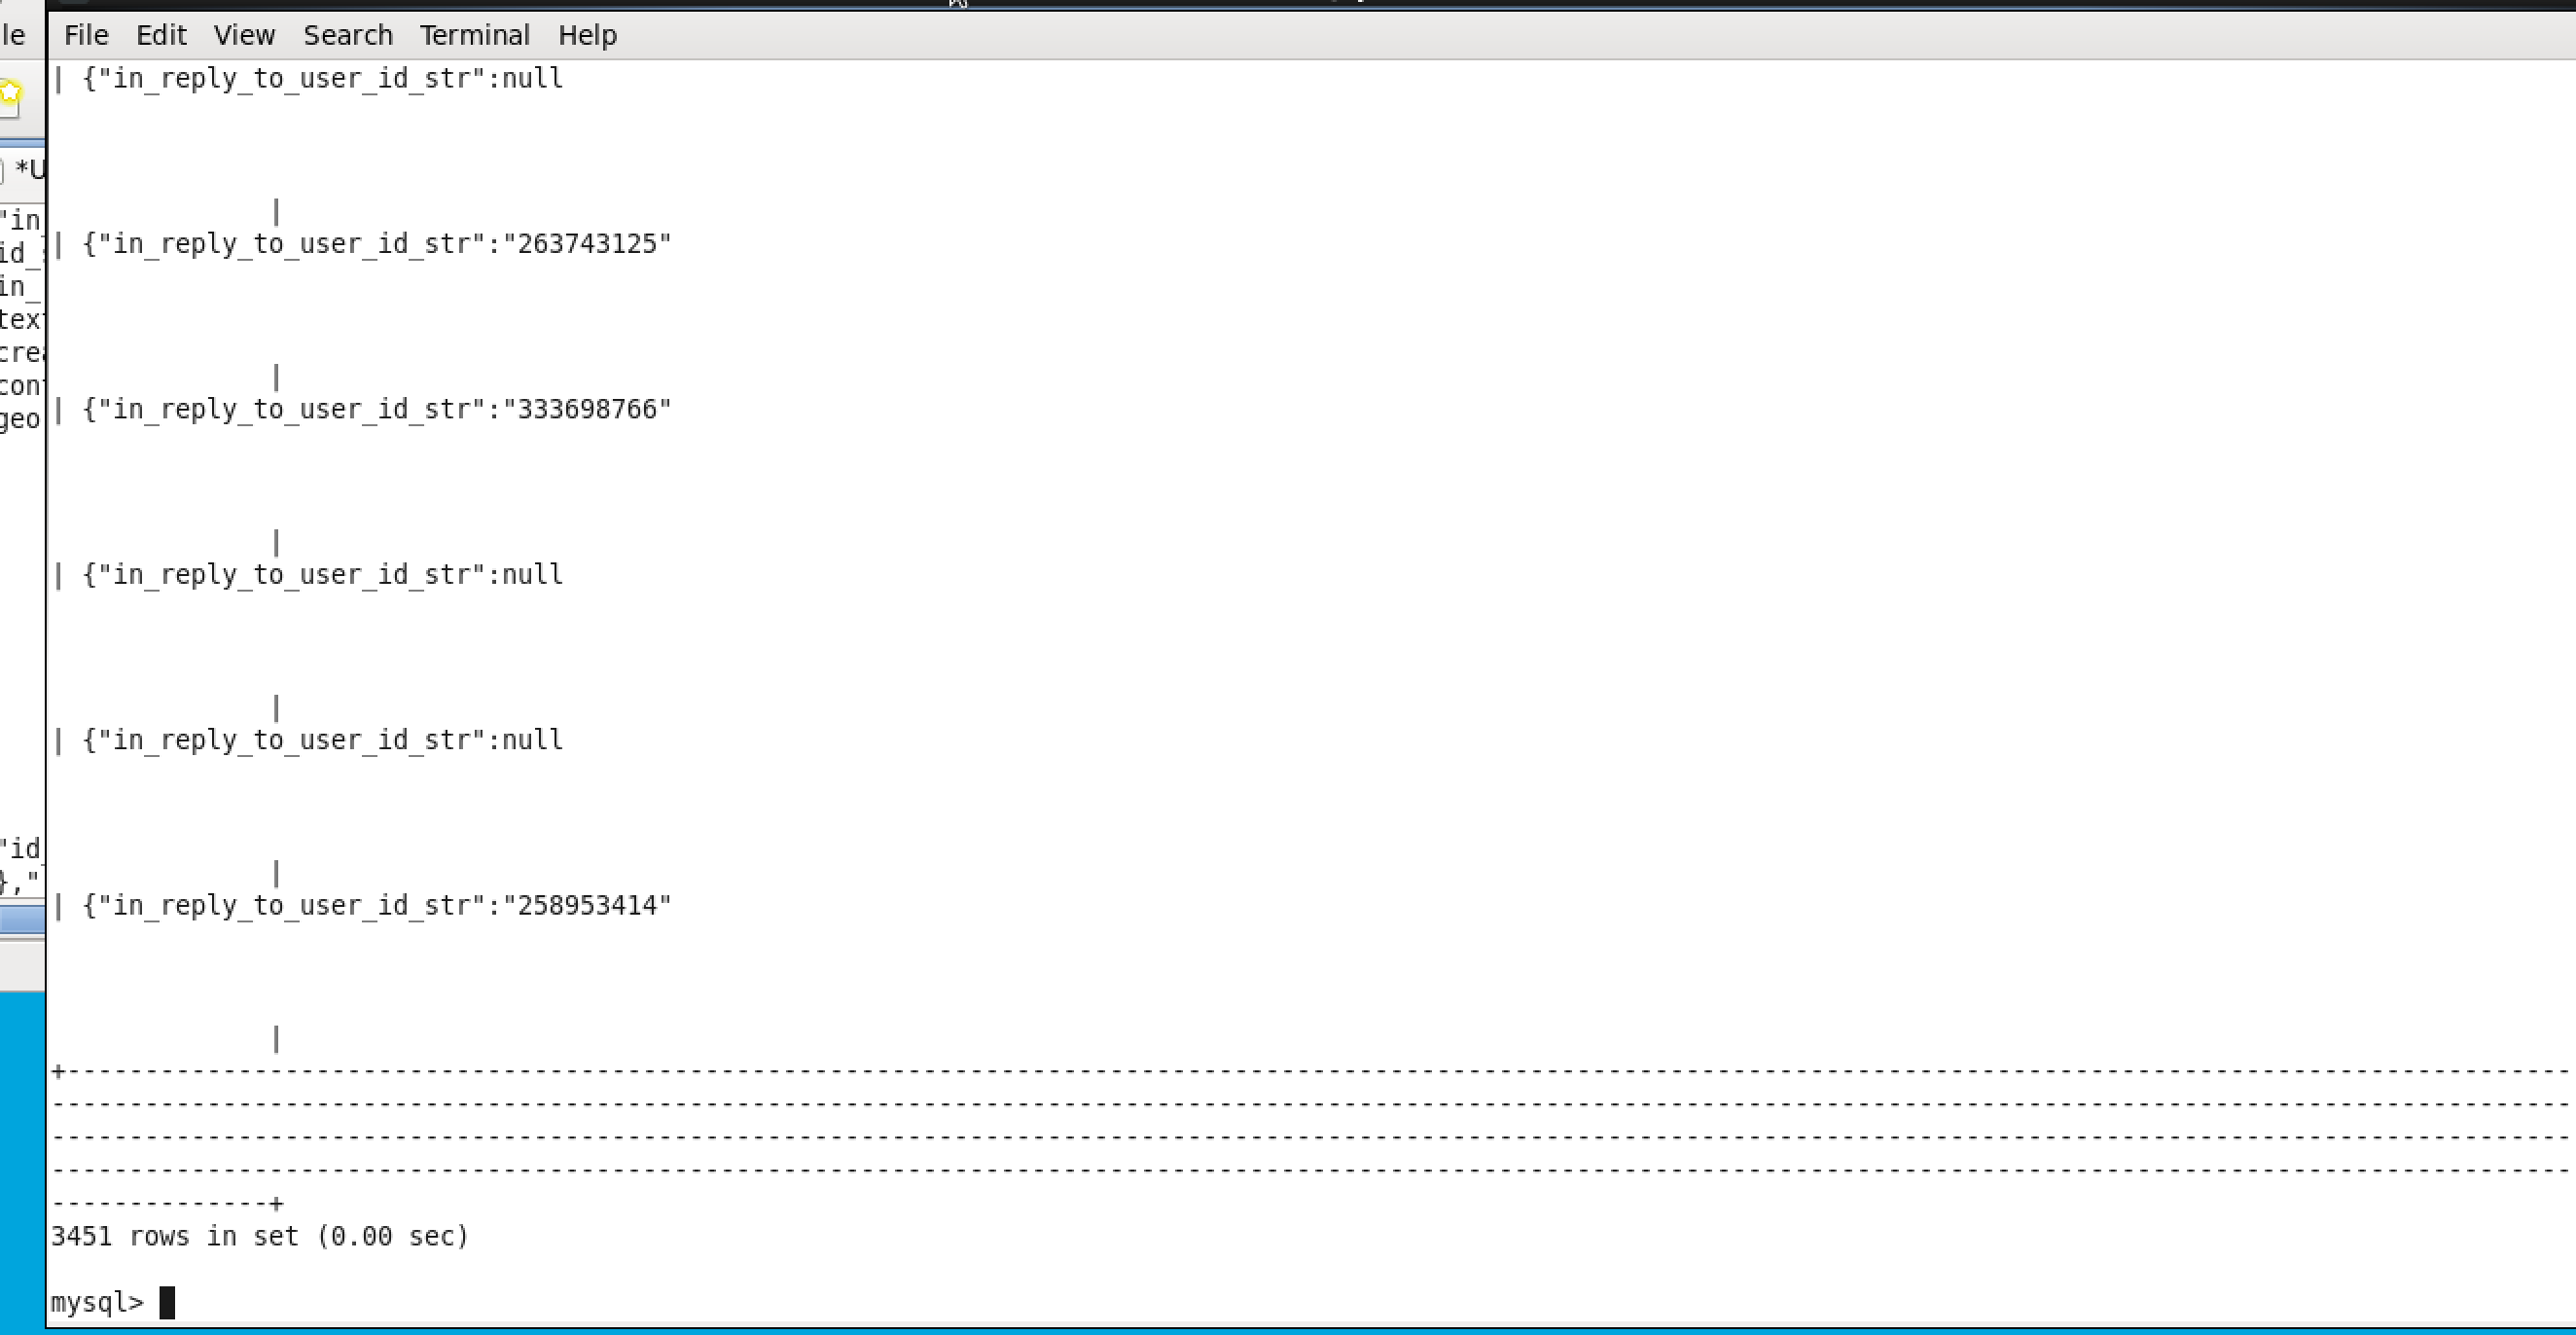 le File Edit View Search Terminal Help
| {"in_reply_to_user_id_str":null
*U
|
"in
| {"in_reply_to_user_id_str":"263743125"
id_
in_
tex
cre
|
con
| {"in_reply_to_user_id_str":"333698766"
geo
|
| {"in_reply_to_user_id_str":null
|
| {"in_reply_to_user_id_str":null
"id_
|
},"
| {"in_reply_to_user_id_str":"258953414"
|
+------------------------------------------------------------------------------------------------------------------------------------------------------------------
-------------------------------------------------------------------------------------------------------------------------------------------------------------------
-------------------------------------------------------------------------------------------------------------------------------------------------------------------
-------------------------------------------------------------------------------------------------------------------------------------------------------------------
--------------+
3451 rows in set (0.00 sec)
mysql>